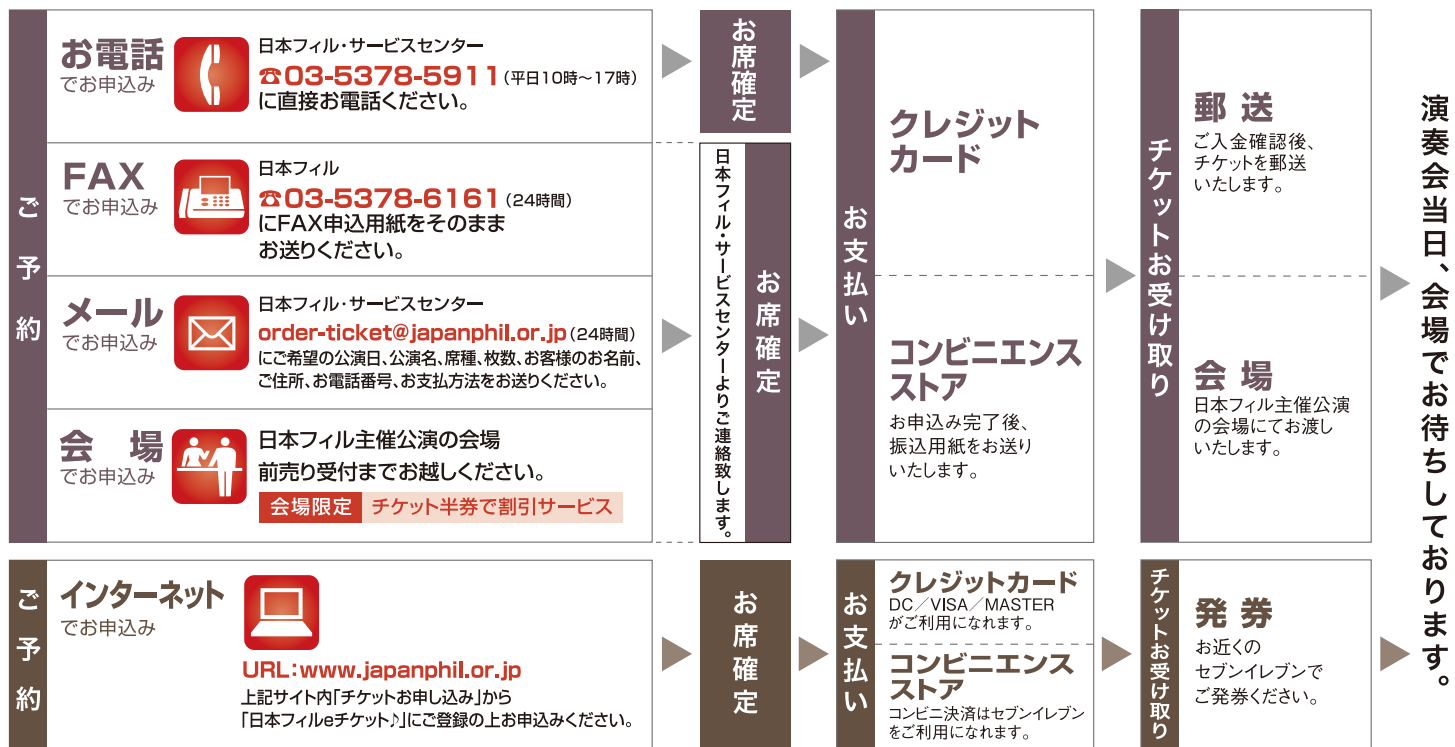 ご予約
お電話
でお申込み
日本フィル・サービスセンター
☎03-5378-5911(平日10時〜17時)
に直接お電話ください。
FAX
でお申込み
日本フィル
☎03-5378-6161(24時間)
にFAX申込用紙をそのまま
お送りください。
メール
でお申込み
日本フィル・サービスセンター
order-ticket@japanphil.or.jp(24時間)
にご希望の公演日、公演名、席種、枚数、お客様のお名前、
ご住所、お電話番号、お支払方法をお送りください。
会場
でお申込み
日本フィル主催公演の会場
前売り受付までお越しください。
会場限定 チケット半券で割引サービス
お席確定
日本フィル・サービスセンターよりご連絡致します。
お席確定
お支払い
クレジット
カード
コンビニエンス
ストア
お申込み完了後、
振込用紙をお送り
いたします。
チケットお受け取り
郵送
ご入金確認後、
チケットを郵送
いたします。
会場
日本フィル主催公演
の会場にてお渡し
いたします。
ご予約
インターネット
でお申込み
URL:www.japanphil.or.jp
上記サイト内「チケットお申し込み」から
「日本フィルeチケット♪」にご登録の上お申込みください。
お席確定
お支払い
クレジットカード
DC/VISA/MASTER
がご利用になれます。
コンビニエンス
ストア
コンビニ決済はセブンイレブン
をご利用になれます。
チケットお受け取り
発券
お近くの
セブンイレブンで
ご発券ください。
演奏会当日、会場でお待ちしております。